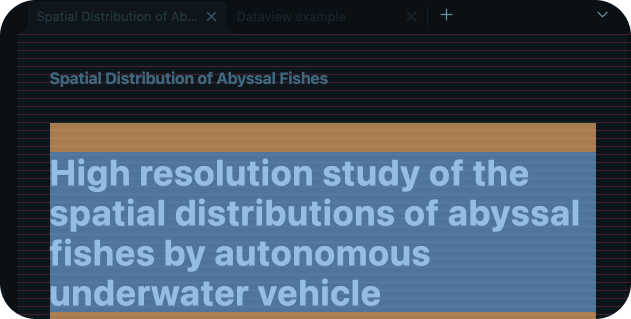 Spatial Distribution of Ab...
Dataview example
Spatial Distribution of Abyssal Fishes
High resolution study of the
spatial distributions of abyssal
fishes by autonomous
underwater vehicle